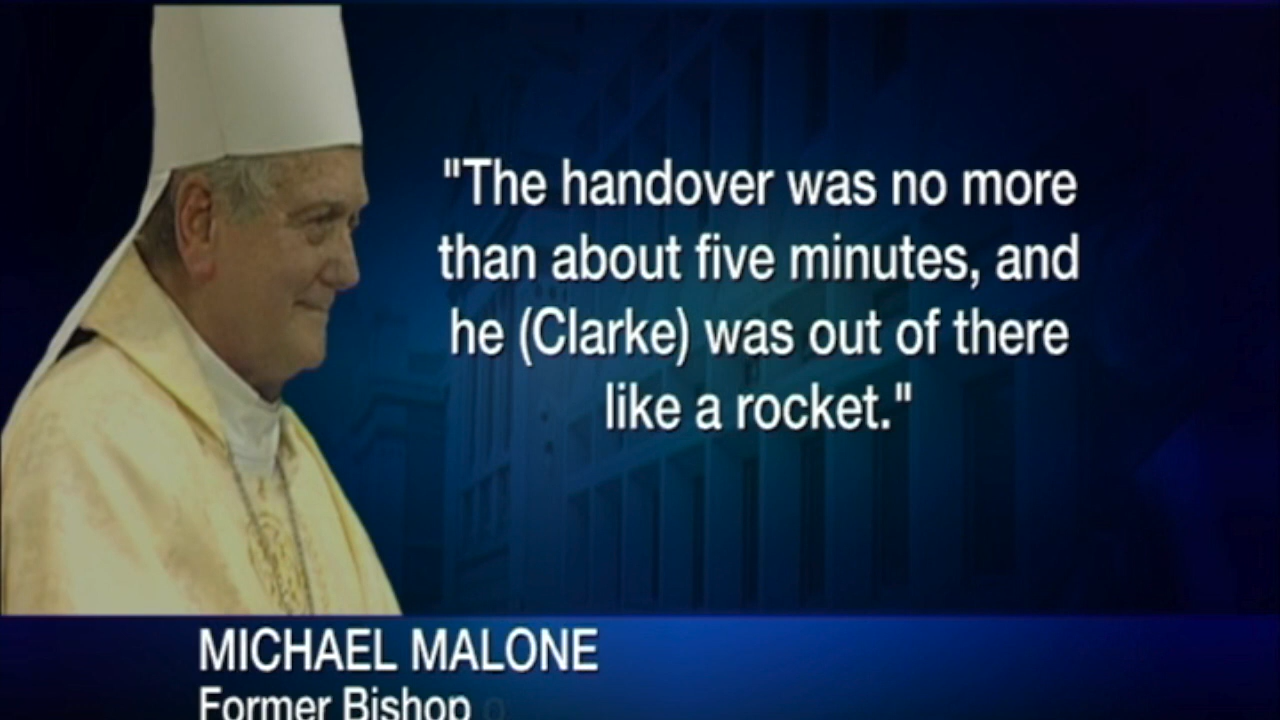 "The handover was no more
than about five minutes, and
he (Clarke) was out of there
like a rocket."
MICHAEL MALONE
Former Bishop